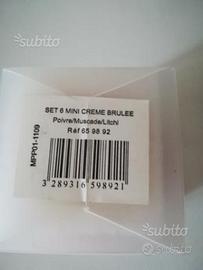 subito
SET 6 MINI CREME BRULEE
Poivre/Muscade/Litchi
Réf 65 98 92
MPP01-1109
3 289316 598921
subito